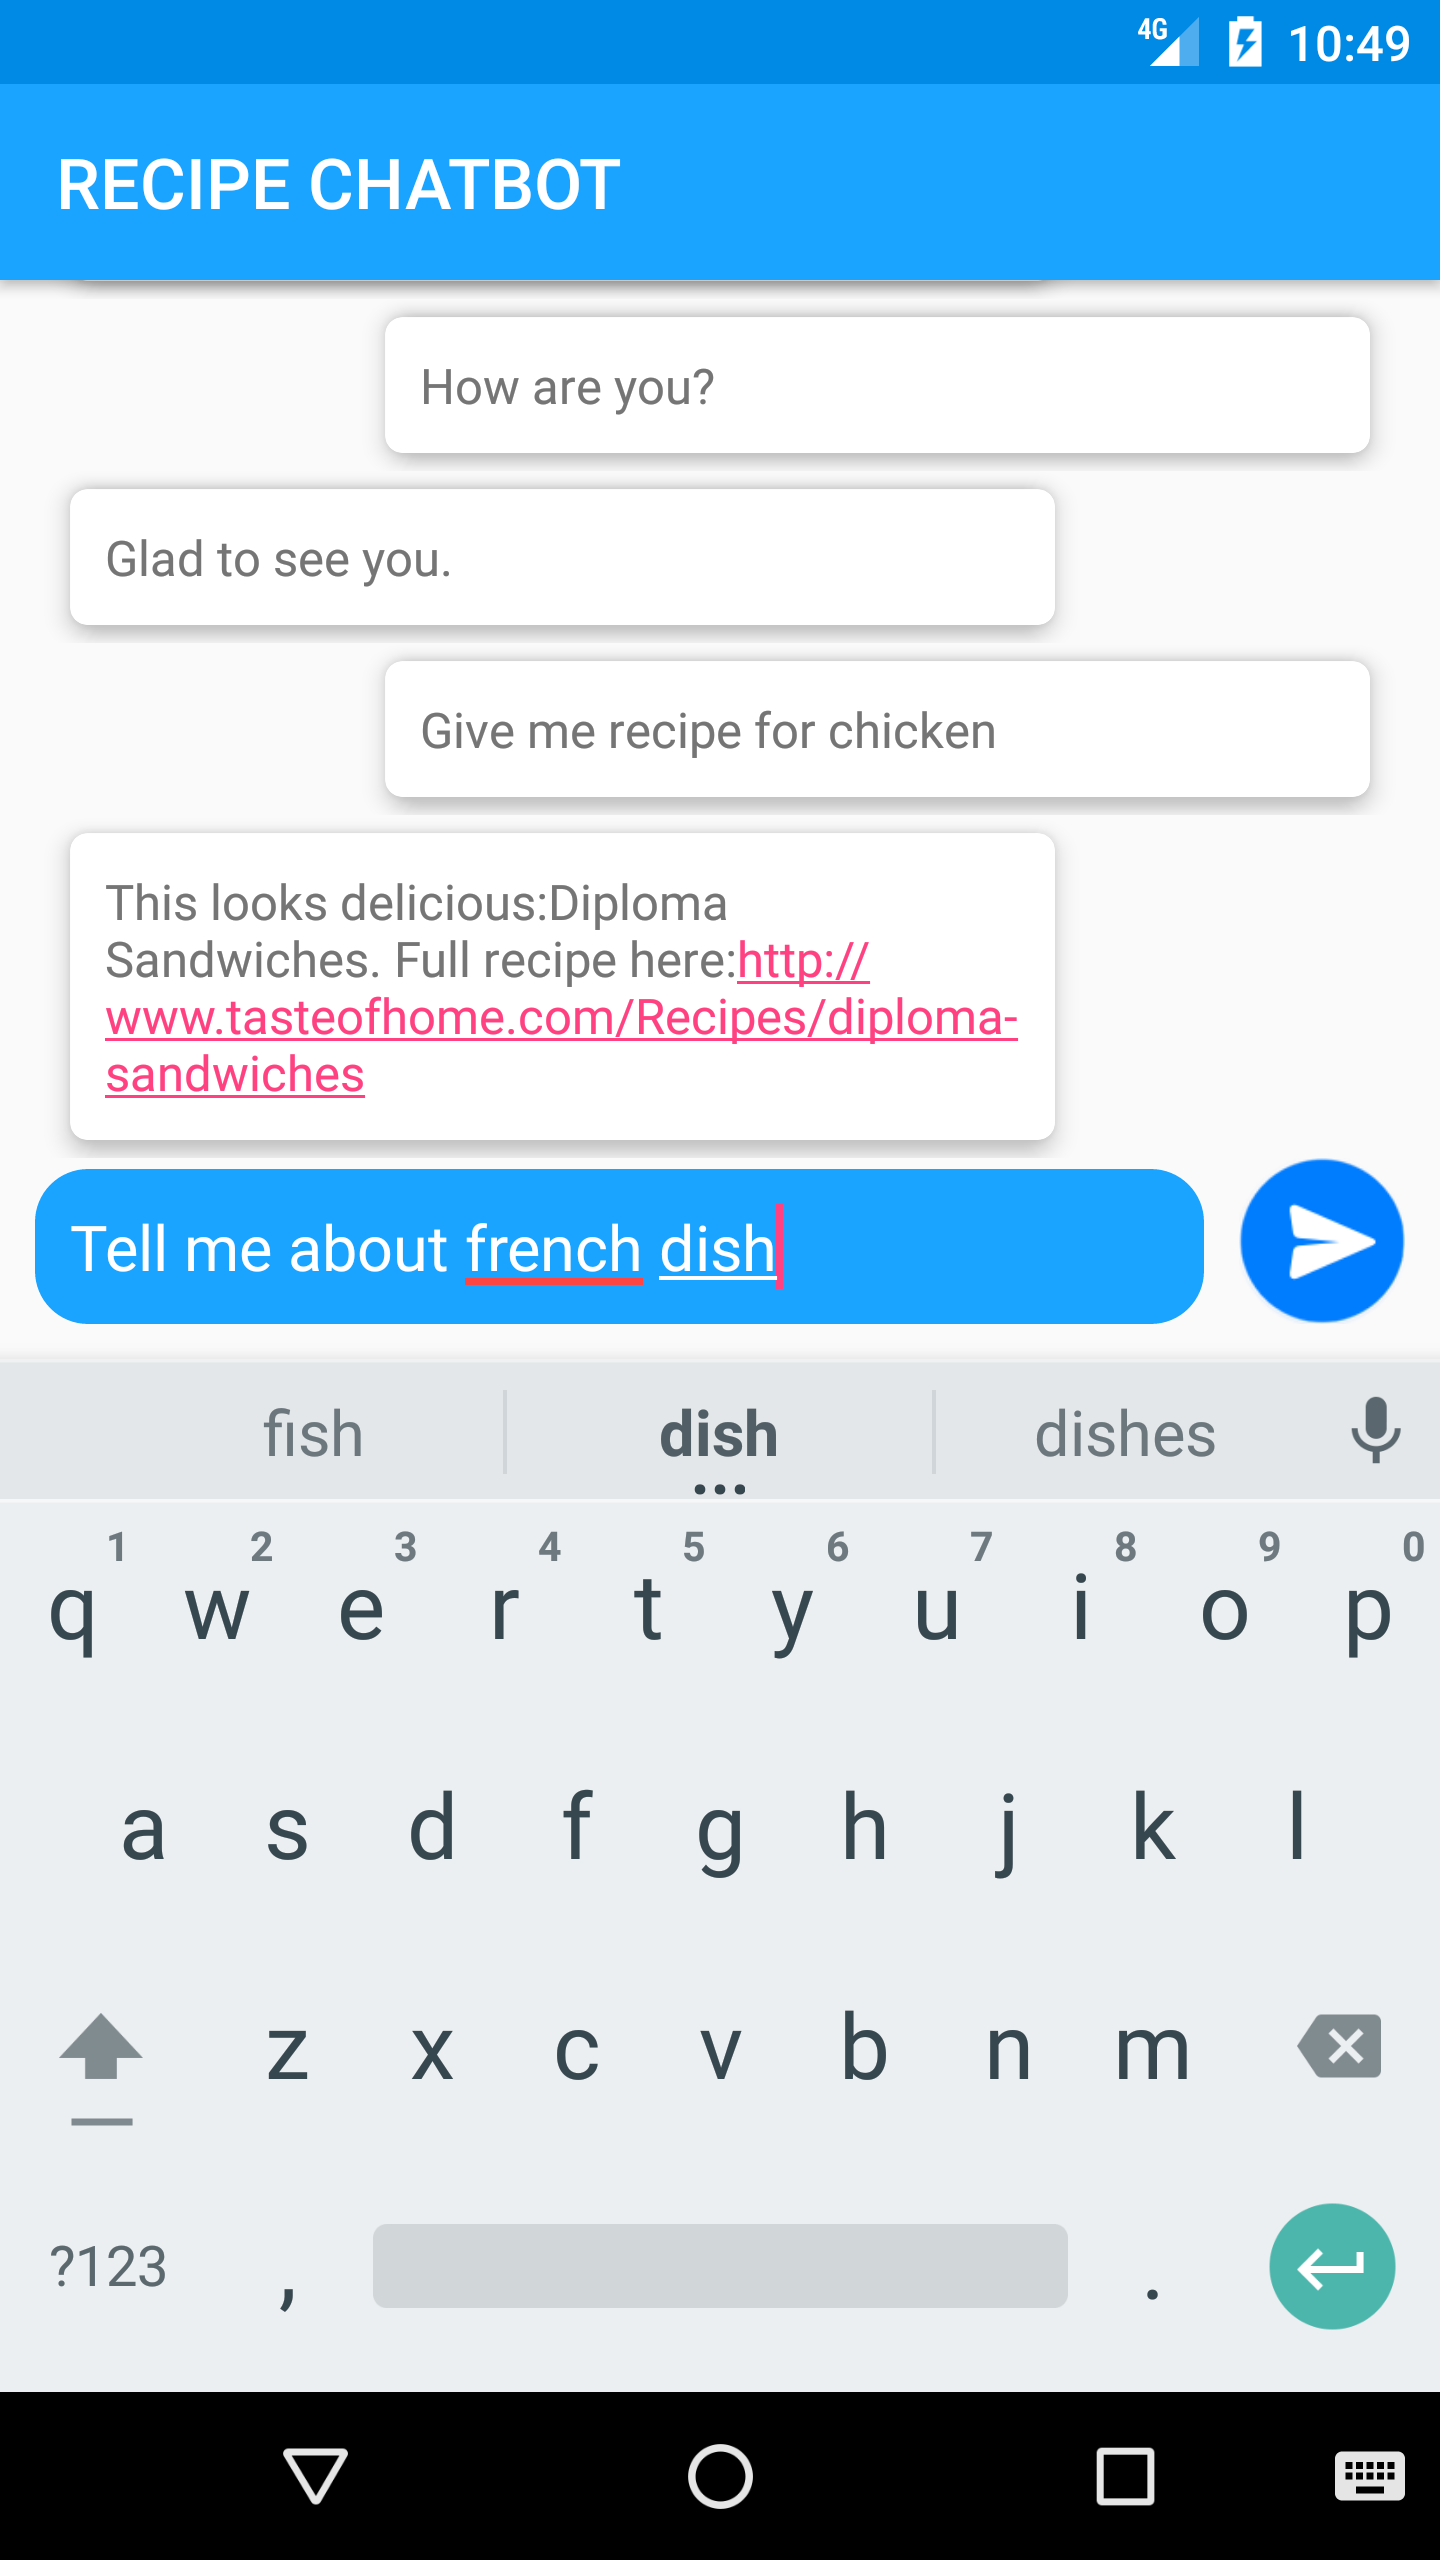 4G 10:49
RECIPE CHATBOT
How are you?
Glad to see you.
Give me recipe for chicken
This looks delicious:Diploma
Sandwiches. Full recipe here:http://
www.tasteofhome.com/Recipes/diploma-
sandwiches
Tell me about french dish
fish dish dishes
1 2 3 4 5 6 7 8 9 0
q w e r t y u i o p
a s d f g h j k l
z x c v b n m
?123 , .